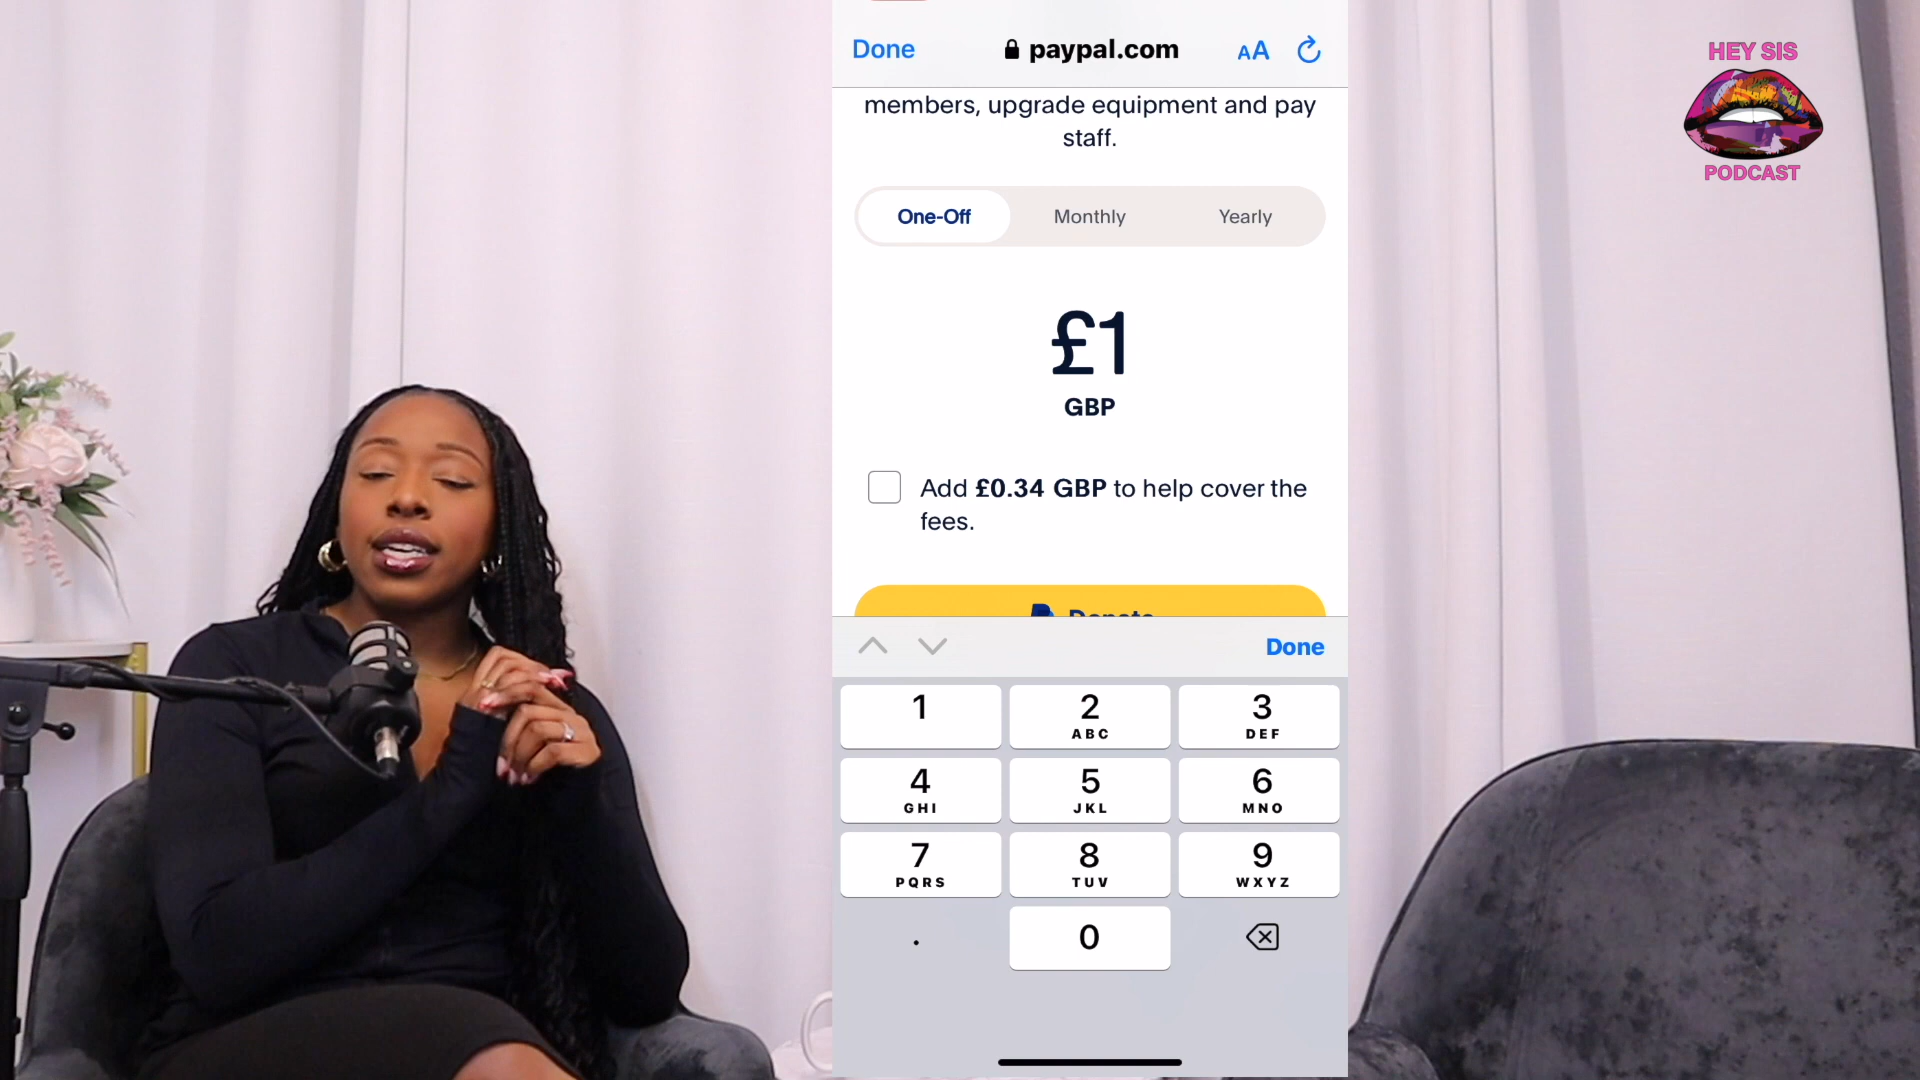 Done
paypal.com
AA
members, upgrade equipment and pay
staff.
One-Off
Monthly
Yearly
£1
GBP
Add £0.34 GBP to help cover the
fees.
Donate
Done
1
2
ABC
3
DEF
4
GHI
5
JKL
6
MNO
7
PQRS
8
TUV
9
WXYZ
.
0
HEY SIS
PODCAST